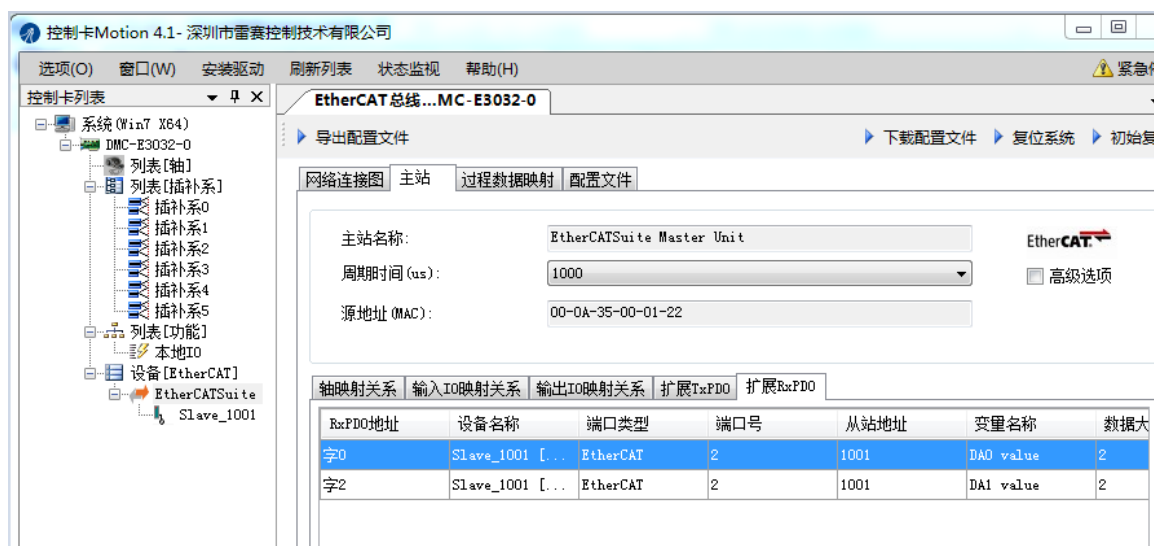 控制卡Motion 4.1- 深圳市雷赛控制技术有限公司
选项(O) 窗口(W) 安装驱动 刷新列表 状态监视 帮助(H) 紧急停
控制卡列表
EtherCAT总线...MC-E3032-0
导出配置文件 下载配置文件 复位系统 初始复
系统(Win7 X64)
DMC-E3032-0
列表[轴]
列表[插补系]
插补系0
插补系1
插补系2
插补系3
插补系4
插补系5
列表[功能]
本地IO
设备[EtherCAT]
EtherCATSuite
Slave_1001
网络连接图 主站 过程数据映射 配置文件
主站名称: EtherCATSuite Master Unit
EtherCAT.
周期时间(us): 1000
高级选项
源地址(MAC): 00-0A-35-00-01-22
轴映射关系 输入IO映射关系 输出IO映射关系 扩展TxPDO 扩展RxPDO
RxPDO地址 设备名称 端口类型 端口号 从站地址 变量名称 数据大
字0 Slave_1001 [... EtherCAT 2 1001 DA0 value 2
字2 Slave_1001 [... EtherCAT 2 1001 DA1 value 2